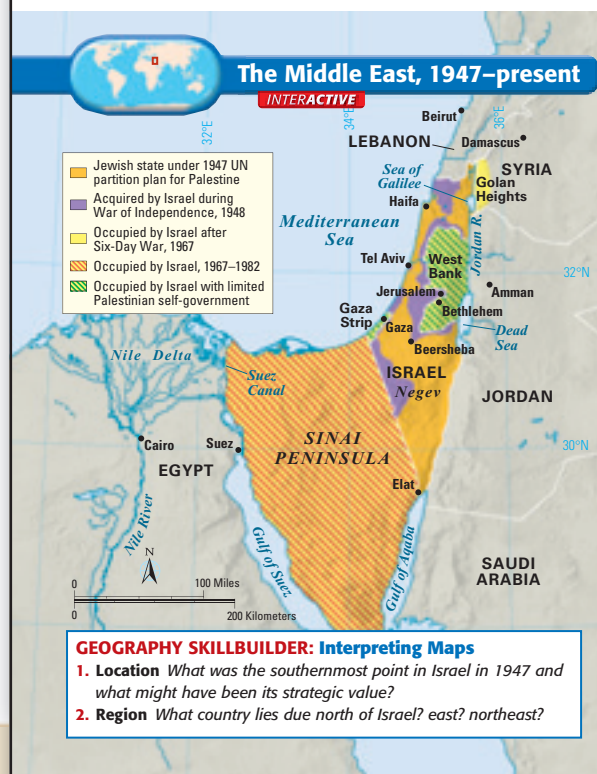 The Middle East, 1947–present
INTERACTIVE
32°E
34°E
36°E
Beirut
LEBANON
Damascus
Jewish state under 1947 UN
partition plan for Palestine
Acquired by Israel during
War of Independence, 1948
Occupied by Israel after
Six-Day War, 1967
Occupied by Israel, 1967–1982
Occupied by Israel with limited
Palestinian self-government
Sea of
Galilee
SYRIA
Golan
Heights
Haifa
Mediterranean
Sea
Jordan R.
Tel Aviv
West
Bank
32°N
Jerusalem
Amman
Bethlehem
Gaza
Strip
Gaza
Dead
Sea
Beersheba
Nile Delta
Suez
Canal
ISRAEL
Negev
JORDAN
Cairo
Suez
SINAI
PENINSULA
30°N
EGYPT
Elat
Nile River
Gulf of Suez
Gulf of Aqaba
SAUDI
ARABIA
N
0
100 Miles
0
200 Kilometers
GEOGRAPHY SKILLBUILDER: Interpreting Maps
1. Location What was the southernmost point in Israel in 1947 and
what might have been its strategic value?
2. Region What country lies due north of Israel? east? northeast?